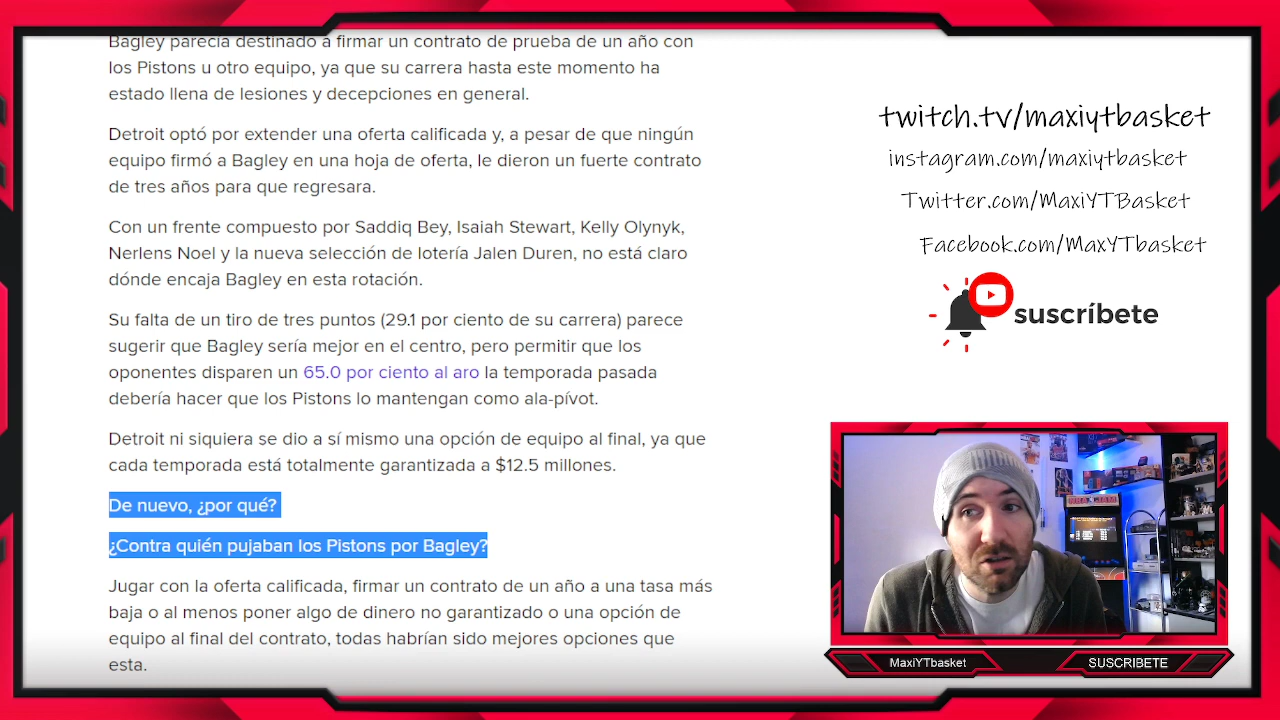 Bagley parecía destinado a firmar un contrato de prueba de un año con
los Pistons u otro equipo, ya que su carrera hasta este momento ha
estado llena de lesiones y decepciones en general.
Detroit optó por extender una oferta calificada y, a pesar de que ningún
equipo firmó a Bagley en una hoja de oferta, le dieron un fuerte contrato
de tres años para que regresara.
Con un frente compuesto por Saddiq Bey, Isaiah Stewart, Kelly Olynyk,
Nerlens Noel y la nueva selección de lotería Jalen Duren, no está claro
dónde encaja Bagley en esta rotación.
Su falta de un tiro de tres puntos (29.1 por ciento de su carrera) parece
sugerir que Bagley sería mejor en el centro, pero permitir que los
oponentes disparen un 65.0 por ciento al aro la temporada pasada
debería hacer que los Pistons lo mantengan como ala-pívot.
Detroit ni siquiera se dio a sí mismo una opción de equipo al final, ya que
cada temporada está totalmente garantizada a $12.5 millones.
De nuevo, ¿por qué?
¿Contra quién pujaban los Pistons por Bagley?
Jugar con la oferta calificada, firmar un contrato de un año a una tasa más
baja o al menos poner algo de dinero no garantizado o una opción de
equipo al final del contrato, todas habrían sido mejores opciones que
esta.
twitch.tv/maxiytbasket
instagram.com/maxiytbasket
Twitter.com/MaxiYTBasket
Facebook.com/MaxYTbasket
suscríbete
MaxiYTbasket
SUSCRIBETE